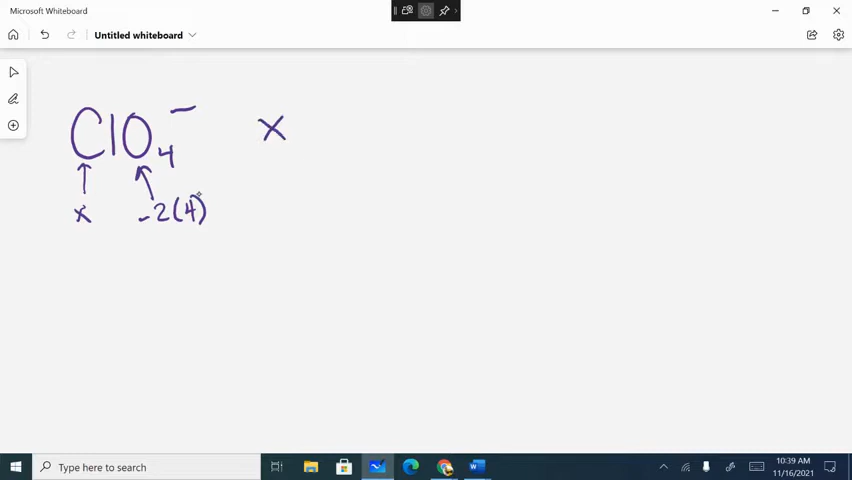 Microsoft Whiteboard
Untitled whiteboard
ClO₄⁻ x
x -2(4)
Type here to search
10:39 AM
11/16/2021